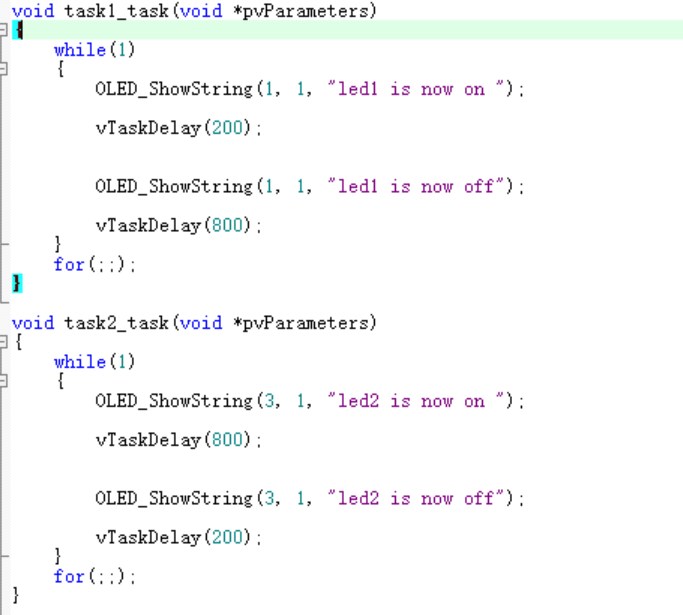 void task1_task(void *pvParameters)
{
    while(1)
    {
        OLED_ShowString(1, 1, "led1 is now on ");
        vTaskDelay(200);
        OLED_ShowString(1, 1, "led1 is now off");
        vTaskDelay(800);
    }
    for(;;);
}
void task2_task(void *pvParameters)
{
    while(1)
    {
        OLED_ShowString(3, 1, "led2 is now on ");
        vTaskDelay(800);
        OLED_ShowString(3, 1, "led2 is now off");
        vTaskDelay(200);
    }
    for(;;);
}